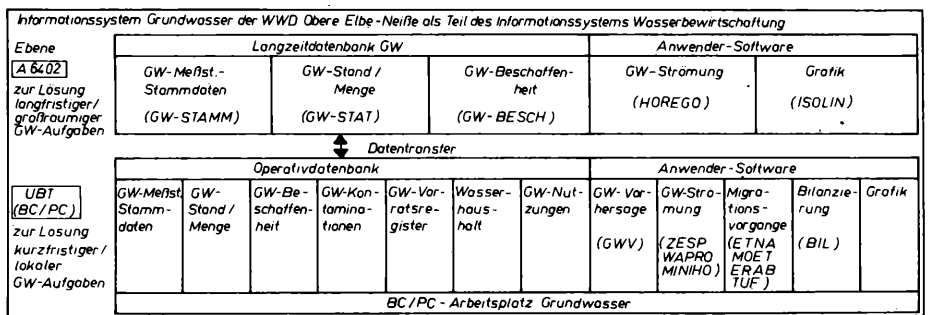 Informationssystem Grundwasser der WWD Obere Elbe-Neiße als Teil des Informationssystems Wasserbewirtschaftung
Ebene
A 6402
zur Lösung
langfristiger/
großräumiger
GW-Aufgaben
Langzeitdatenbank GW
Anwender-Software
GW-Meßst.-
Stammdaten
(GW-STAMM)
GW-Stand /
Menge
(GW-STAT)
GW-Beschaffen-
heit
(GW-BESCH)
GW-Strömung
(HOREGO)
Grafik
(ISOLIN)
Datentransfer
UBT
(BC/PC)
zur Losung
kurzfristiger /
lokaler
GW-Aufgaben
Operativdatenbank
Anwender-Software
GW-Meßst
Stamm-
daten
GW-
Stand /
Menge
GW-Be-
schaffen-
heit
GW-Kon-
tamina-
tionen
GW-Vor-
ratsre-
gister
Wasser-
haus-
halt
GW-Nut-
zungen
GW-Vor-
hersage
(GWV)
GW-Strö-
mung
(ZESP
WAPRO
MINIHO)
Migra-
tions-
vorgange
(ETNA
MOET
ERAB
TUF )
Bilanzie-
rung
(BIL)
Grafik
BC/PC - Arbeitsplatz Grundwasser